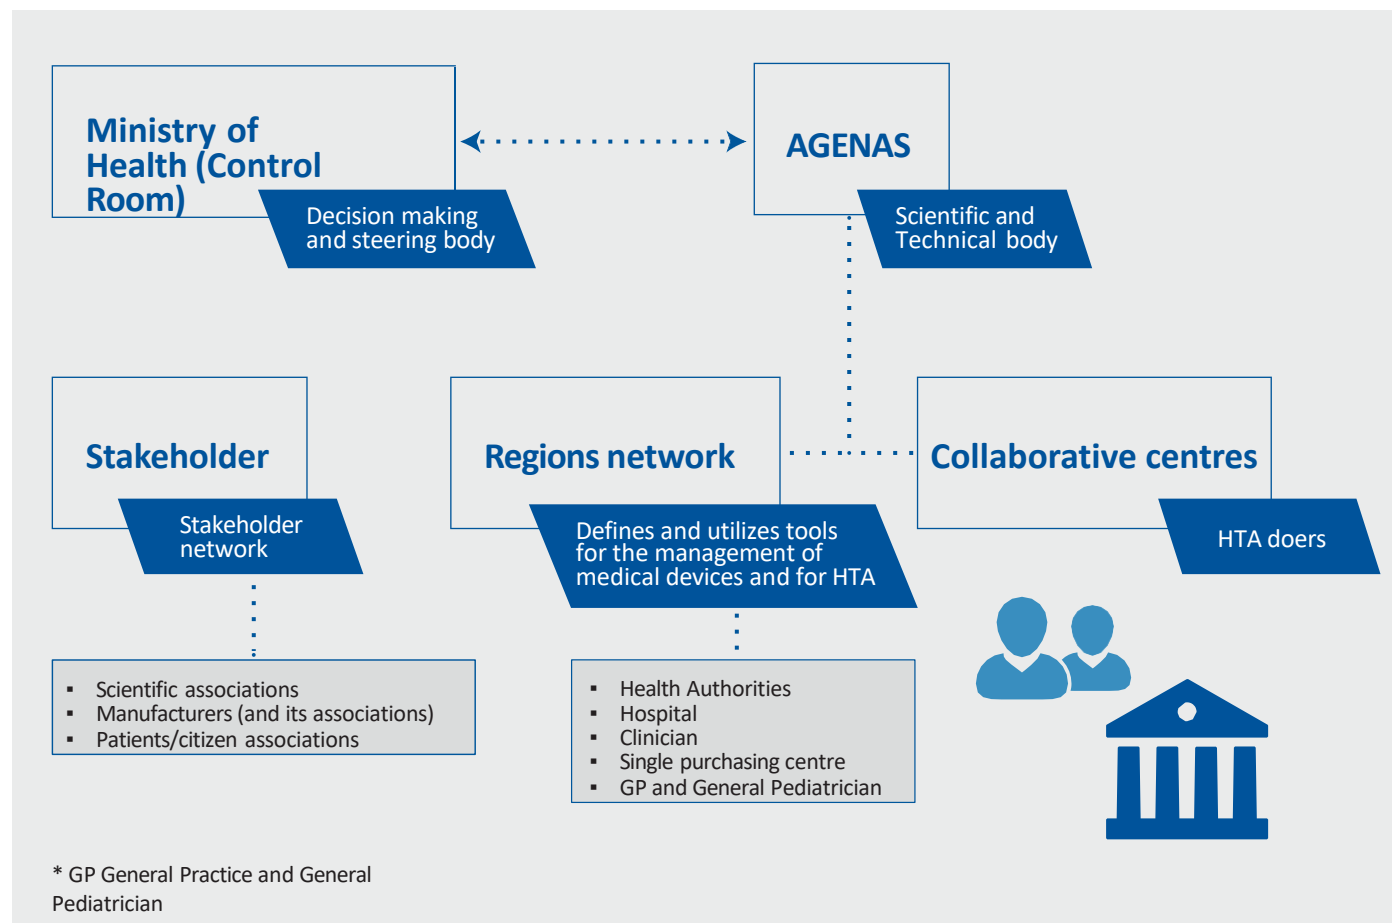 Ministry of
Health (Control
Room)
Decision making
and steering body
AGENAS
Scientific and
Technical body
Stakeholder
Stakeholder
network
Regions network
Defines and utilizes tools
for the management of
medical devices and for HTA
Collaborative centres
HTA doers
▪ Scientific associations
▪ Manufacturers (and its associations)
▪ Patients/citizen associations
▪ Health Authorities
▪ Hospital
▪ Clinician
▪ Single purchasing centre
▪ GP and General Pediatrician
* GP General Practice and General
Pediatrician